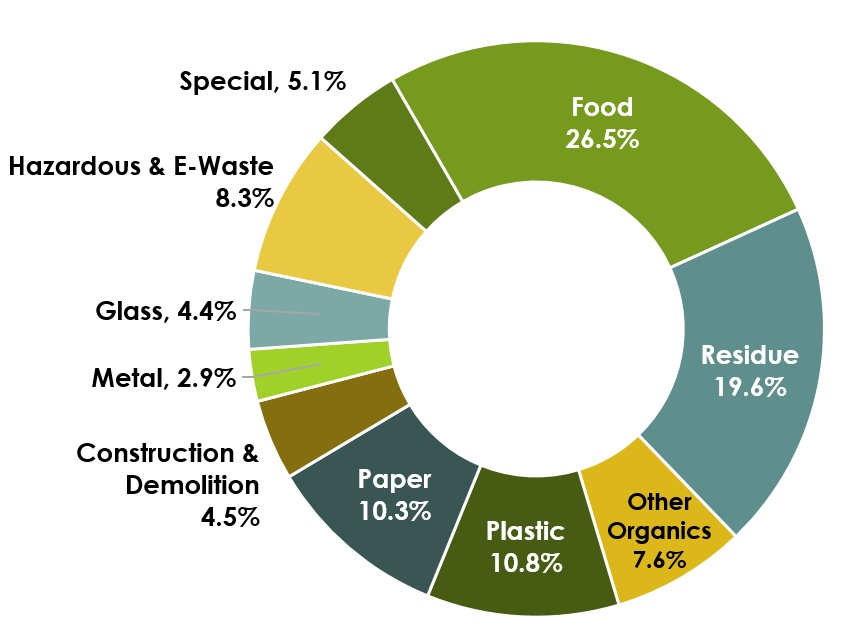 Special, 5.1%
Food
26.5%
Hazardous & E-Waste
8.3%
Glass, 4.4%
Residue
19.6%
Metal, 2.9%
Construction &
Demolition
4.5%
Paper
10.3%
Plastic
10.8%
Other
Organics
7.6%